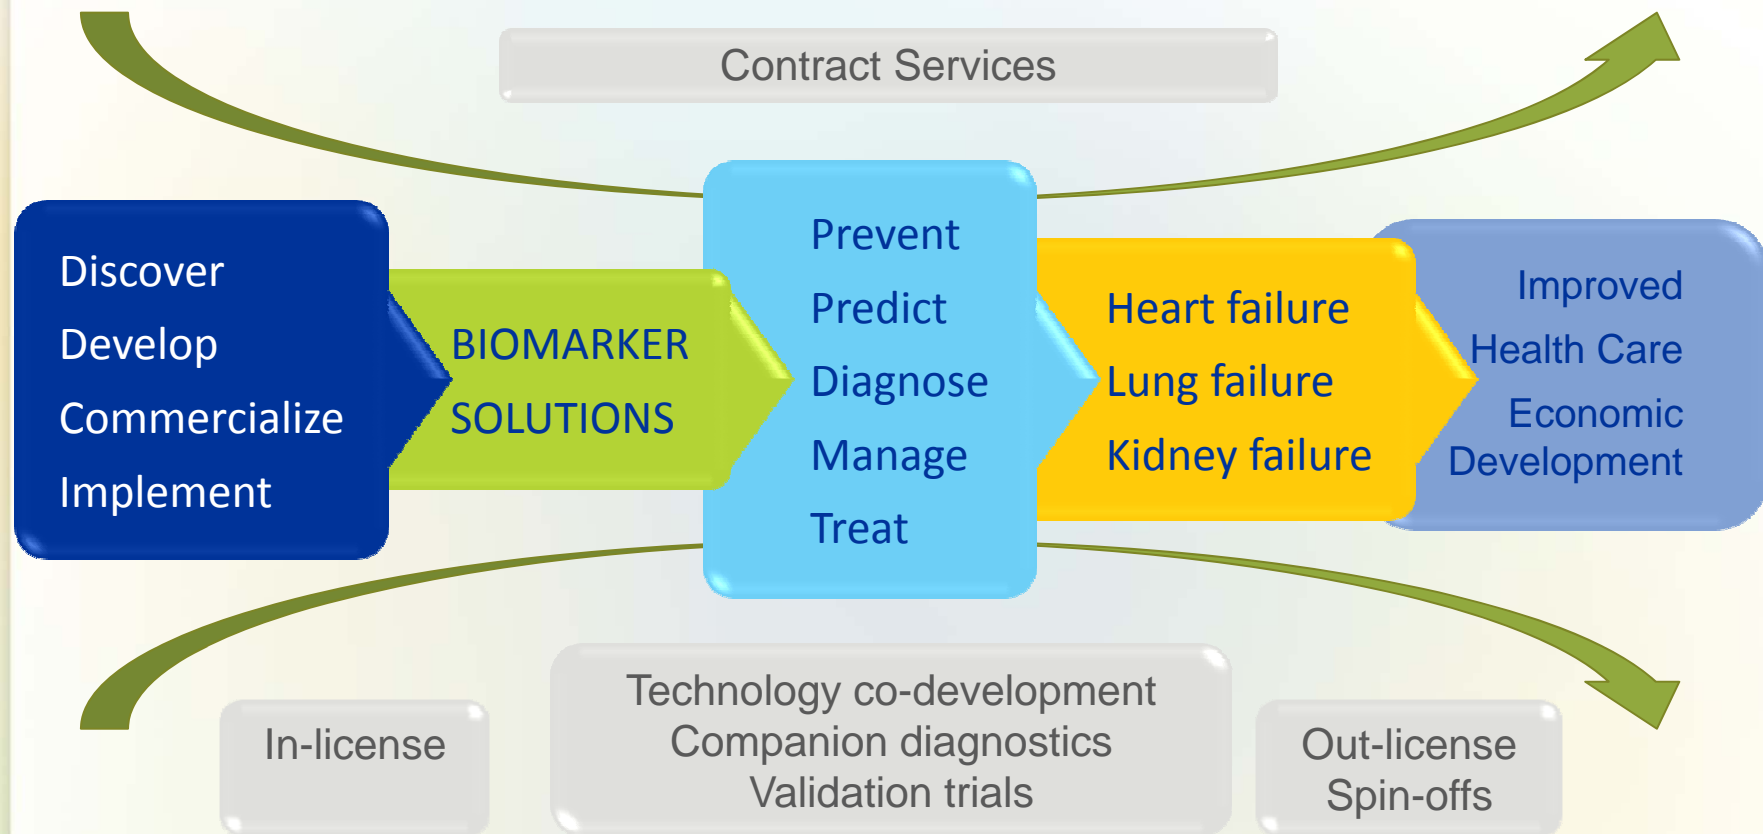 Contract Services
Discover
Develop
Commercialize
Implement
BIOMARKER
SOLUTIONS
Prevent
Predict
Diagnose
Manage
Treat
Heart failure
Lung failure
Kidney failure
Improved
Health Care
Economic
Development
In-license
Technology co-development
Companion diagnostics
Validation trials
Out-license
Spin-offs